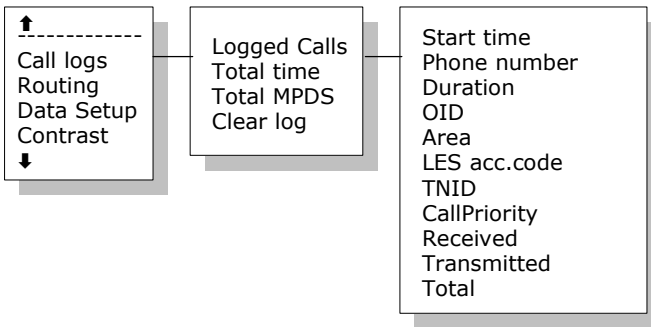 Call logs
Routing
Data Setup
Contrast
Logged Calls
Total time
Total MPDS
Clear log
Start time
Phone number
Duration
OID
Area
LES acc.code
TNID
CallPriority
Received
Transmitted
Total